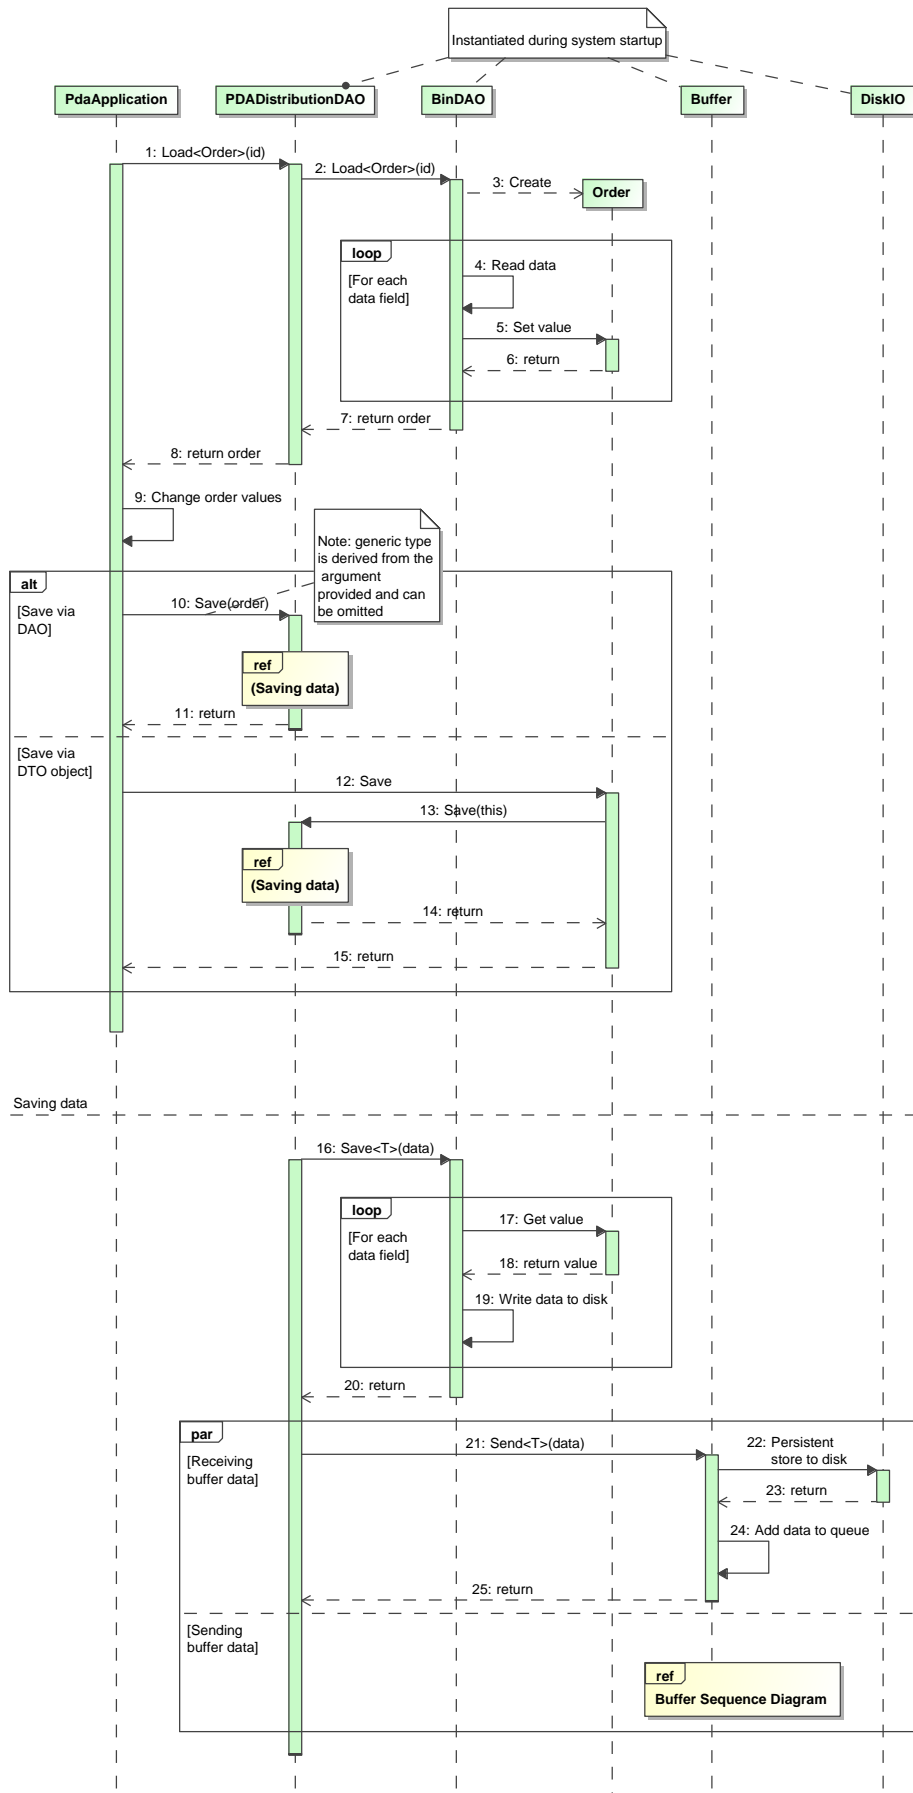 Instantiated during system startup
PdaApplication
PDADistributionDAO
BinDAO
Buffer
DiskIO
1: Load<Order>(id)
2: Load<Order>(id)
3: Create
Order
loop
[For each
data field]
4: Read data
5: Set value
6: return
7: return order
8: return order
9: Change order values
Note: generic type
is derived from the
argument
provided and can
be omitted
alt
[Save via
DAO]
10: Save(order)
ref
(Saving data)
11: return
[Save via
DTO object]
12: Save
13: Save(this)
ref
(Saving data)
14: return
15: return
Saving data
16: Save<T>(data)
loop
[For each
data field]
17: Get value
18: return value
19: Write data to disk
20: return
par
[Receiving
buffer data]
21: Send<T>(data)
22: Persistent
store to disk
23: return
24: Add data to queue
25: return
[Sending
buffer data]
ref
Buffer Sequence Diagram